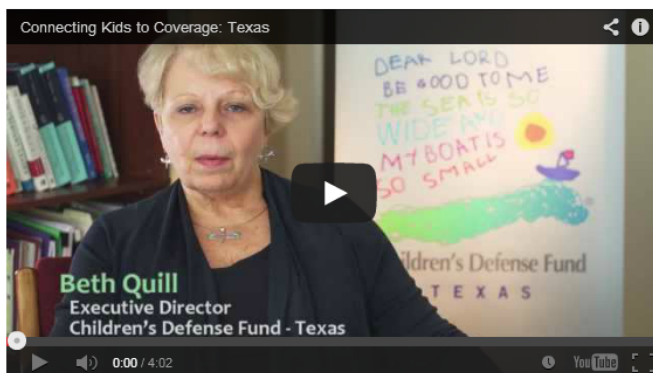 Connecting Kids to Coverage: Texas
DEAR LORD
BE GOOD TO ME
THE SEA IS SO
WIDE AND
MY BOAT IS
SO SMALL
ildren's Defense Fund
TEXAS
Beth Quill
Executive Director
Children's Defense Fund - Texas
0:00 / 4:02
YouTube